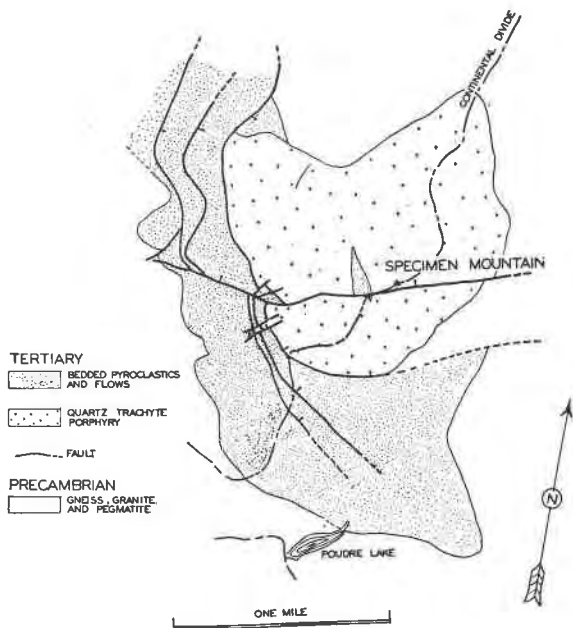 CONTINENTAL DIVIDE
SPECIMEN MOUNTAIN
TERTIARY
BEDDED PYROCLASTICS
AND FLOWS
QUARTZ TRACHYTE
PORPHYRY
FAULT
PRECAMBRIAN
GNEISS, GRANITE,
AND PEGMATITE
POUDRE LAKE
N
ONE MILE